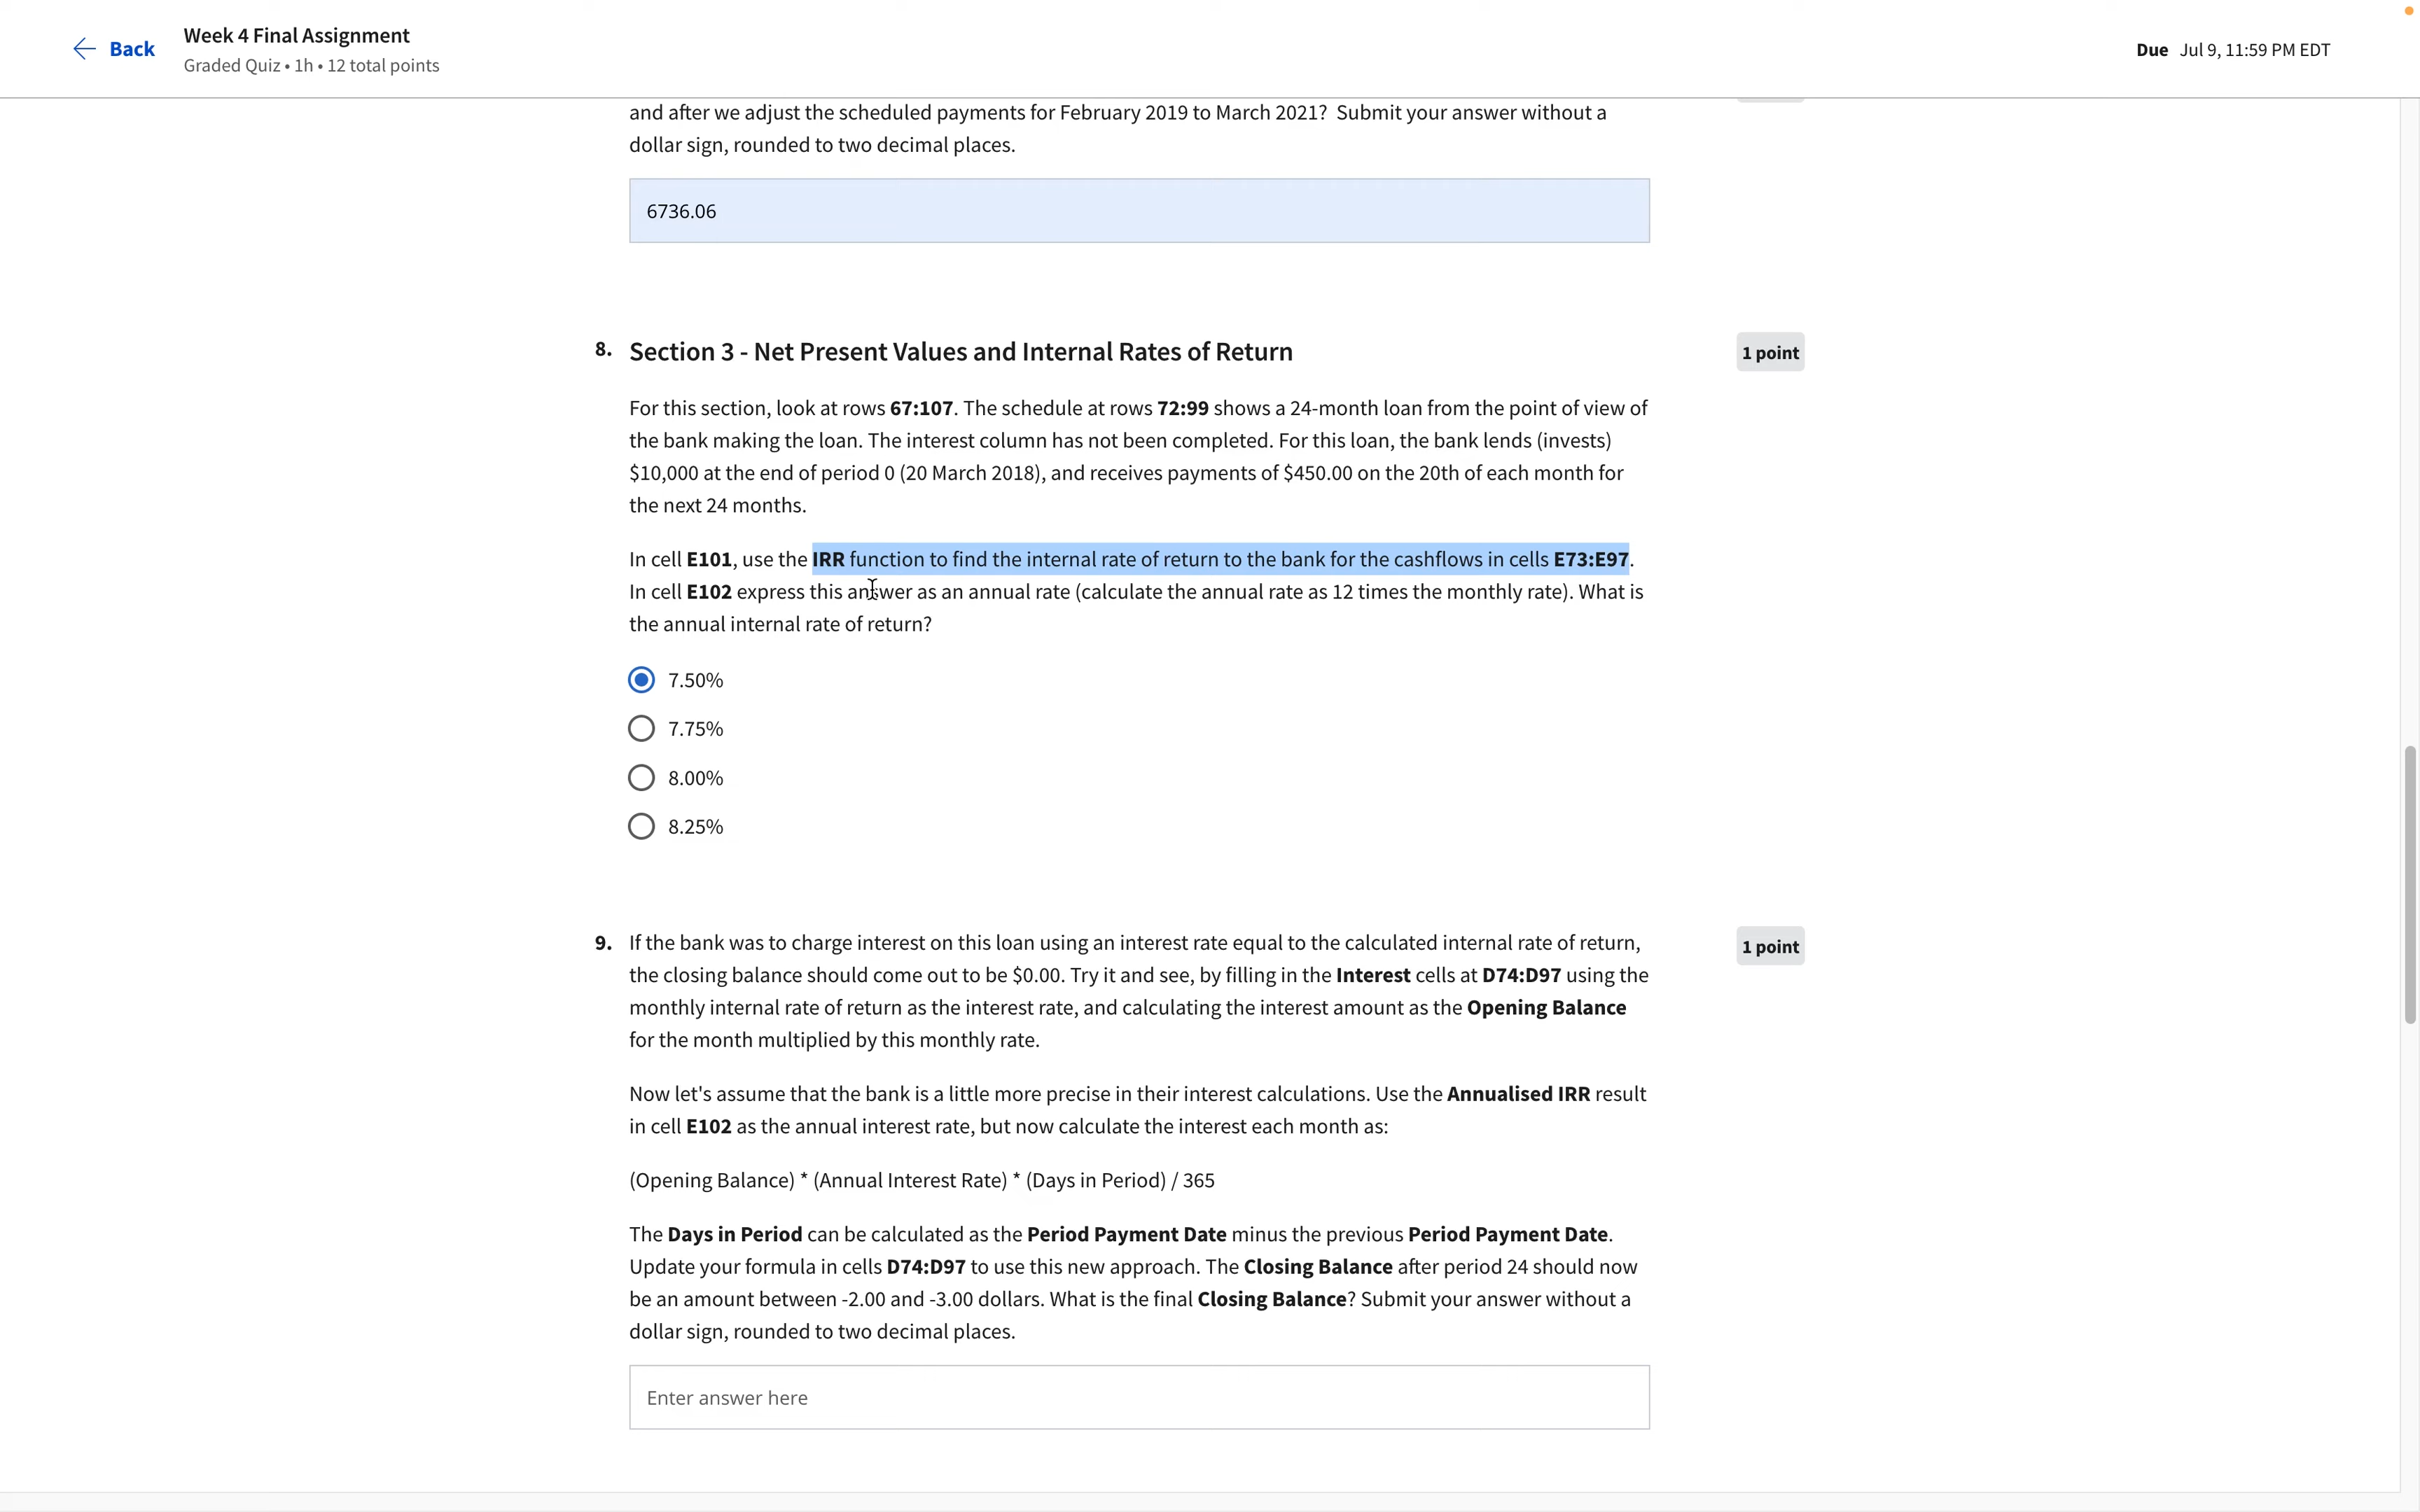 Back
Week 4 Final Assignment
Graded Quiz • 1h • 12 total points
Due Jul 9, 11:59 PM EDT
and after we adjust the scheduled payments for February 2019 to March 2021? Submit your answer without a
dollar sign, rounded to two decimal places.
6736.06
8. Section 3 - Net Present Values and Internal Rates of Return
1 point
For this section, look at rows 67:107. The schedule at rows 72:99 shows a 24-month loan from the point of view of
the bank making the loan. The interest column has not been completed. For this loan, the bank lends (invests)
$10,000 at the end of period 0 (20 March 2018), and receives payments of $450.00 on the 20th of each month for
the next 24 months.
In cell E101, use the IRR function to find the internal rate of return to the bank for the cashflows in cells E73:E97.
In cell E102 express this answer as an annual rate (calculate the annual rate as 12 times the monthly rate). What is
the annual internal rate of return?
7.50%
7.75%
8.00%
8.25%
9. If the bank was to charge interest on this loan using an interest rate equal to the calculated internal rate of return,
1 point
the closing balance should come out to be $0.00. Try it and see, by filling in the Interest cells at D74:D97 using the
monthly internal rate of return as the interest rate, and calculating the interest amount as the Opening Balance
for the month multiplied by this monthly rate.
Now let's assume that the bank is a little more precise in their interest calculations. Use the Annualised IRR result
in cell E102 as the annual interest rate, but now calculate the interest each month as:
(Opening Balance) * (Annual Interest Rate) * (Days in Period) / 365
The Days in Period can be calculated as the Period Payment Date minus the previous Period Payment Date.
Update your formula in cells D74:D97 to use this new approach. The Closing Balance after period 24 should now
be an amount between -2.00 and -3.00 dollars. What is the final Closing Balance? Submit your answer without a
dollar sign, rounded to two decimal places.
Enter answer here